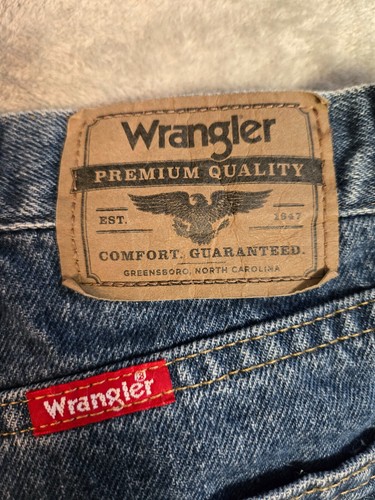 Wrangler
PREMIUM QUALITY
EST. 1947
COMFORT. GUARANTEED.
GREENSBORO, NORTH CAROLINA
Wrangler®